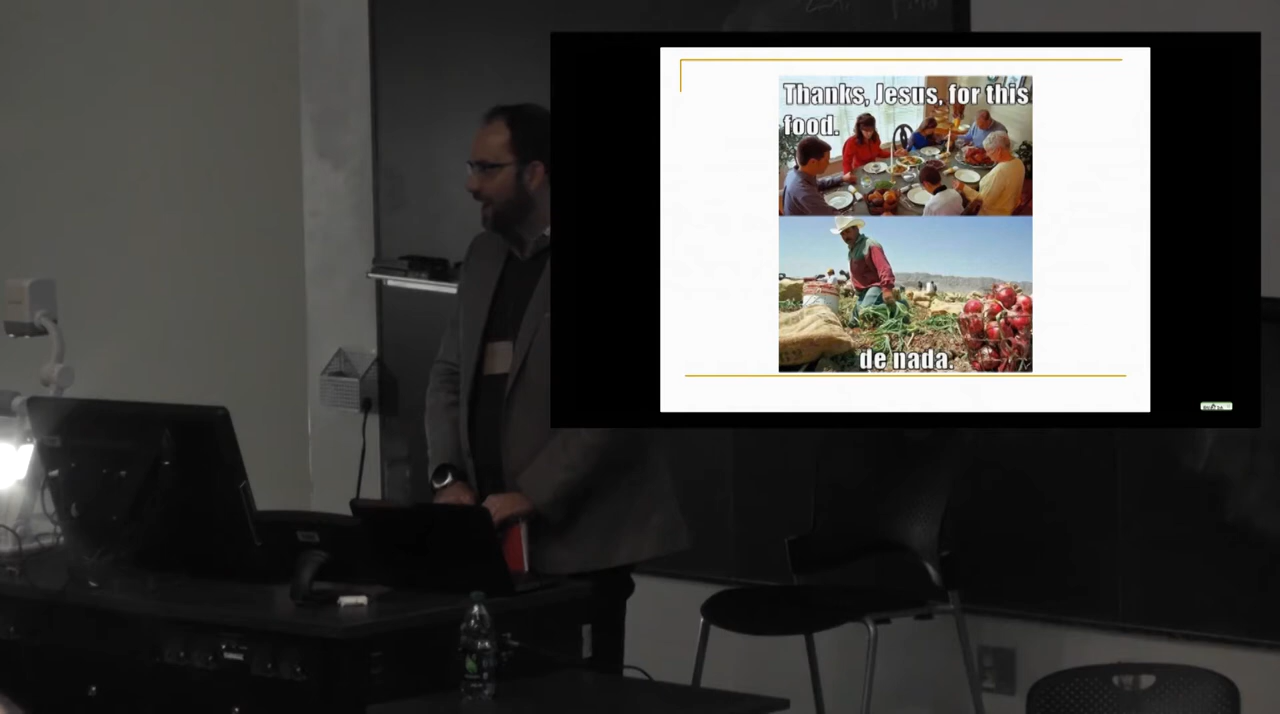 Thanks, Jesus, for this
food.
de nada.